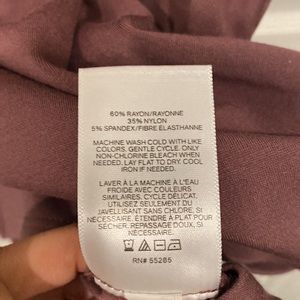 60% RAYON/RAYONNE
35% NYLON
5% SPANDEX/FIBRE ÉLASTHANNE
MACHINE WASH COLD WITH LIKE
COLORS. GENTLE CYCLE. ONLY
NON-CHLORINE BLEACH WHEN
NEEDED. LAY FLAT TO DRY. COOL
IRON IF NEEDED.
LAVER À LA MACHINE À L'EAU
FROIDE AVEC COULEURS
SIMILAIRES. CYCLE DÉLICAT.
UTILISEZ SEULEMENT DU
JAVELLISANT SANS CHLORE, SI
NÉCESSAIRE. ÉTENDRE À PLAT POUR
SÉCHER. REPASSAGE DOUX, SI
NÉCESSAIRE.
RN# 55285